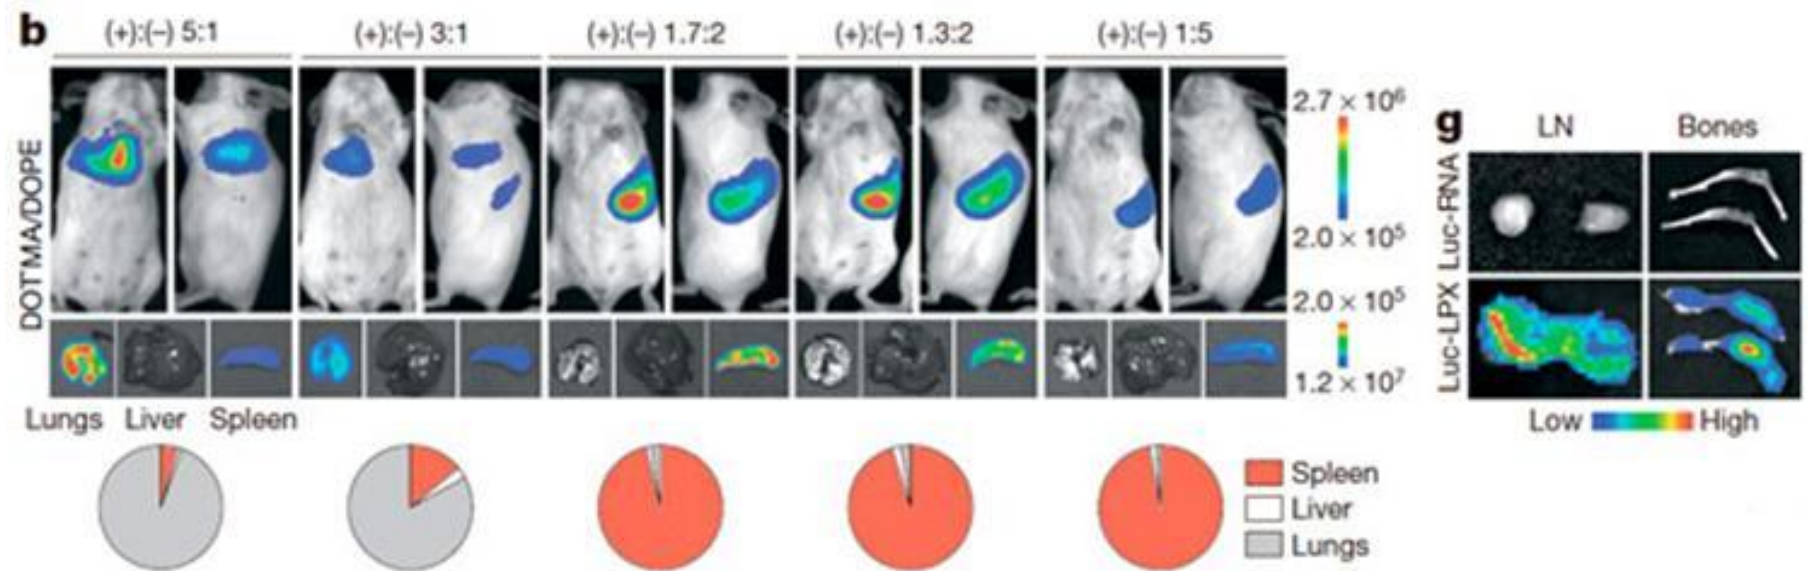 b
(+):(–) 5:1
(+):(–) 3:1
(+):(–) 1.7:2
(+):(–) 1.3:2
(+):(–) 1:5
DOTMA/DOPE
2.7 × 10⁶
2.0 × 10⁵
2.0 × 10⁵
1.2 × 10⁷
Lungs Liver Spleen
Spleen
Liver
Lungs
g
LN Bones
Luc-RNA
Luc-LPX
Low High